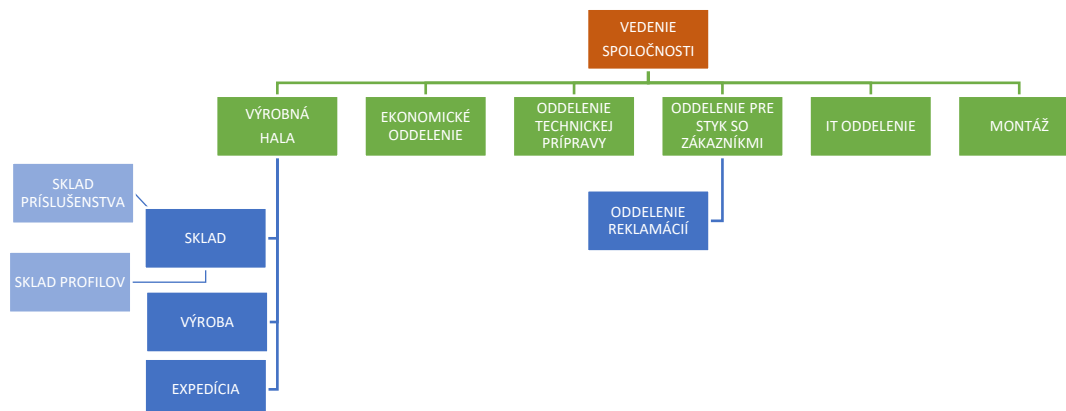 VEDENIE
SPOLOČNOSTI
VÝROBNÁ
HALA
EKONOMICKÉ
ODDELENIE
ODDELENIE
TECHNICKEJ
PRÍPRAVY
ODDELENIE PRE
STYK SO
ZÁKAZNÍKMI
IT ODDELENIE
MONTÁŽ
SKLAD
PRÍSLUŠENSTVA
SKLAD
ODDELENIE
REKLAMÁCIÍ
SKLAD PROFILOV
VÝROBA
EXPEDÍCIA